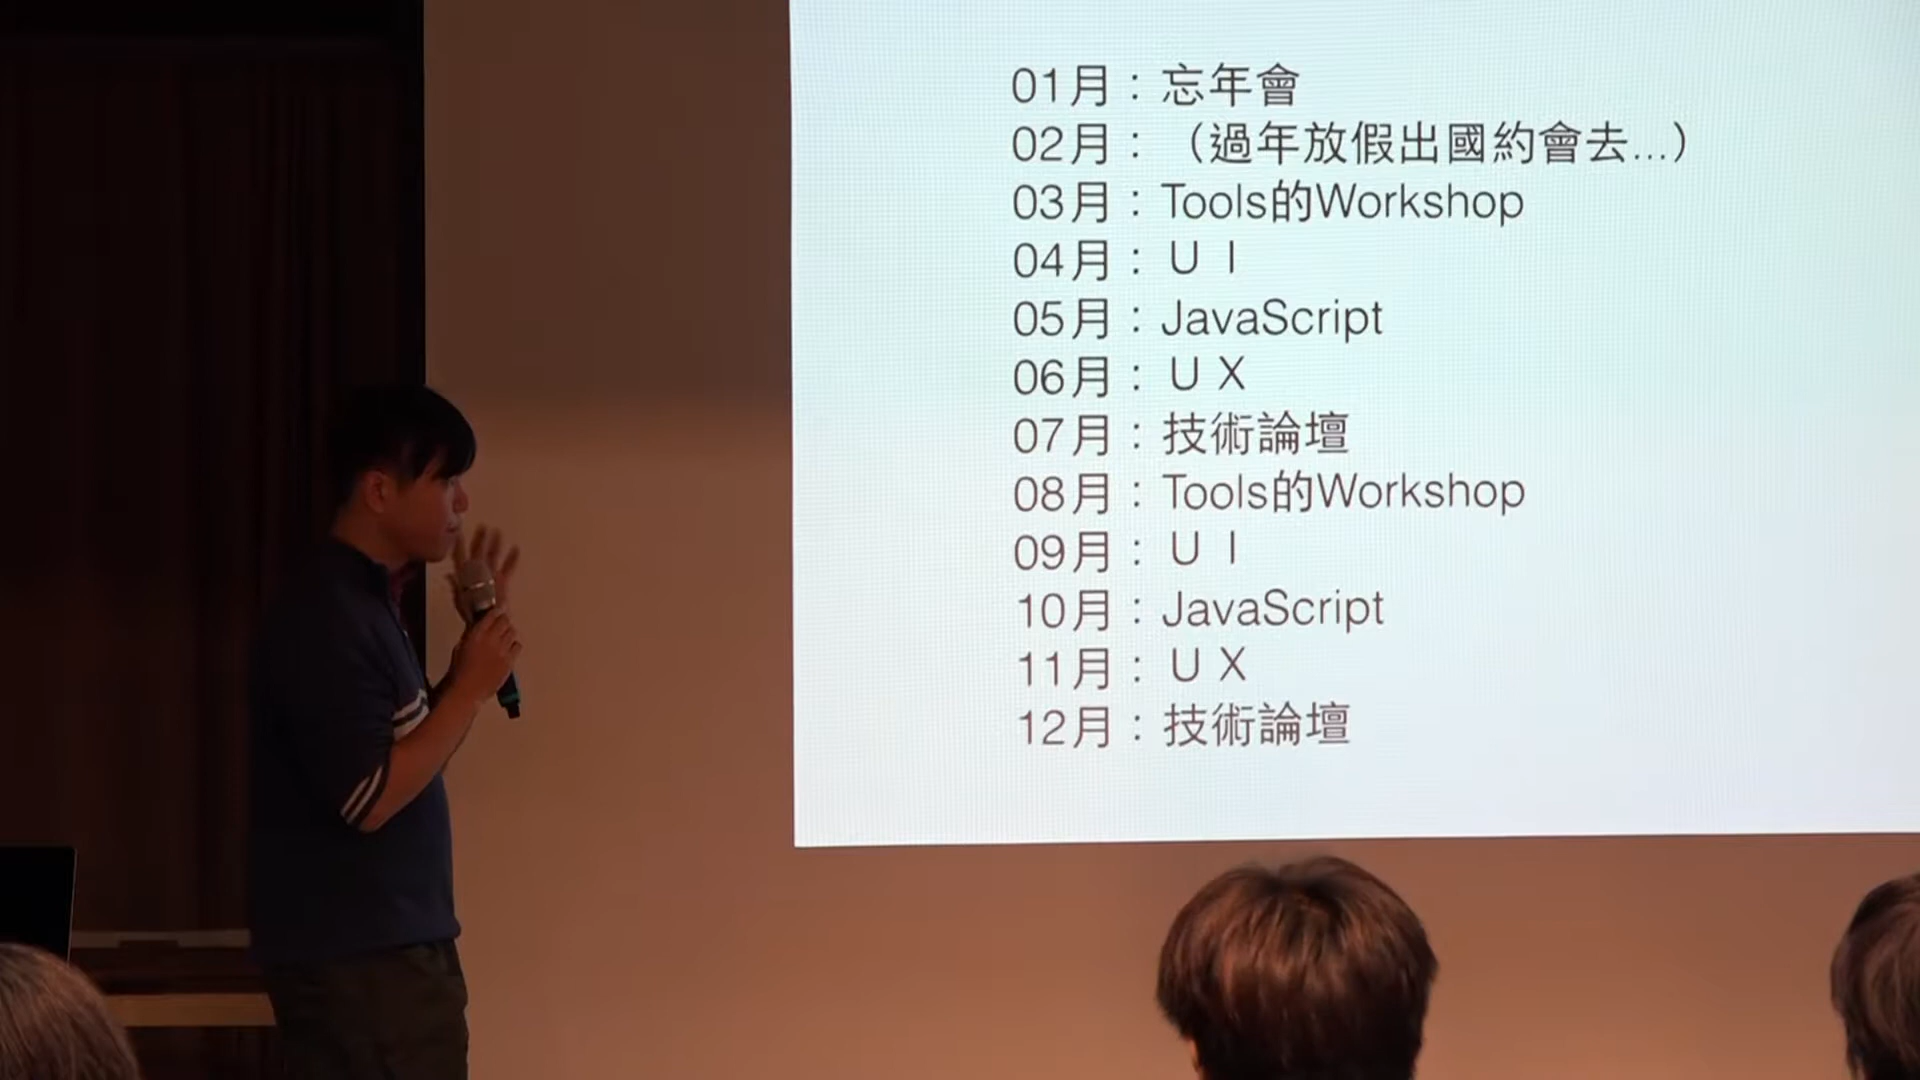 01月：忘年會
02月：（過年放假出國約會去...）
03月：Tools的Workshop
04月：ＵＩ
05月：JavaScript
06月：ＵＸ
07月：技術論壇
08月：Tools的Workshop
09月：ＵＩ
10月：JavaScript
11月：ＵＸ
12月：技術論壇